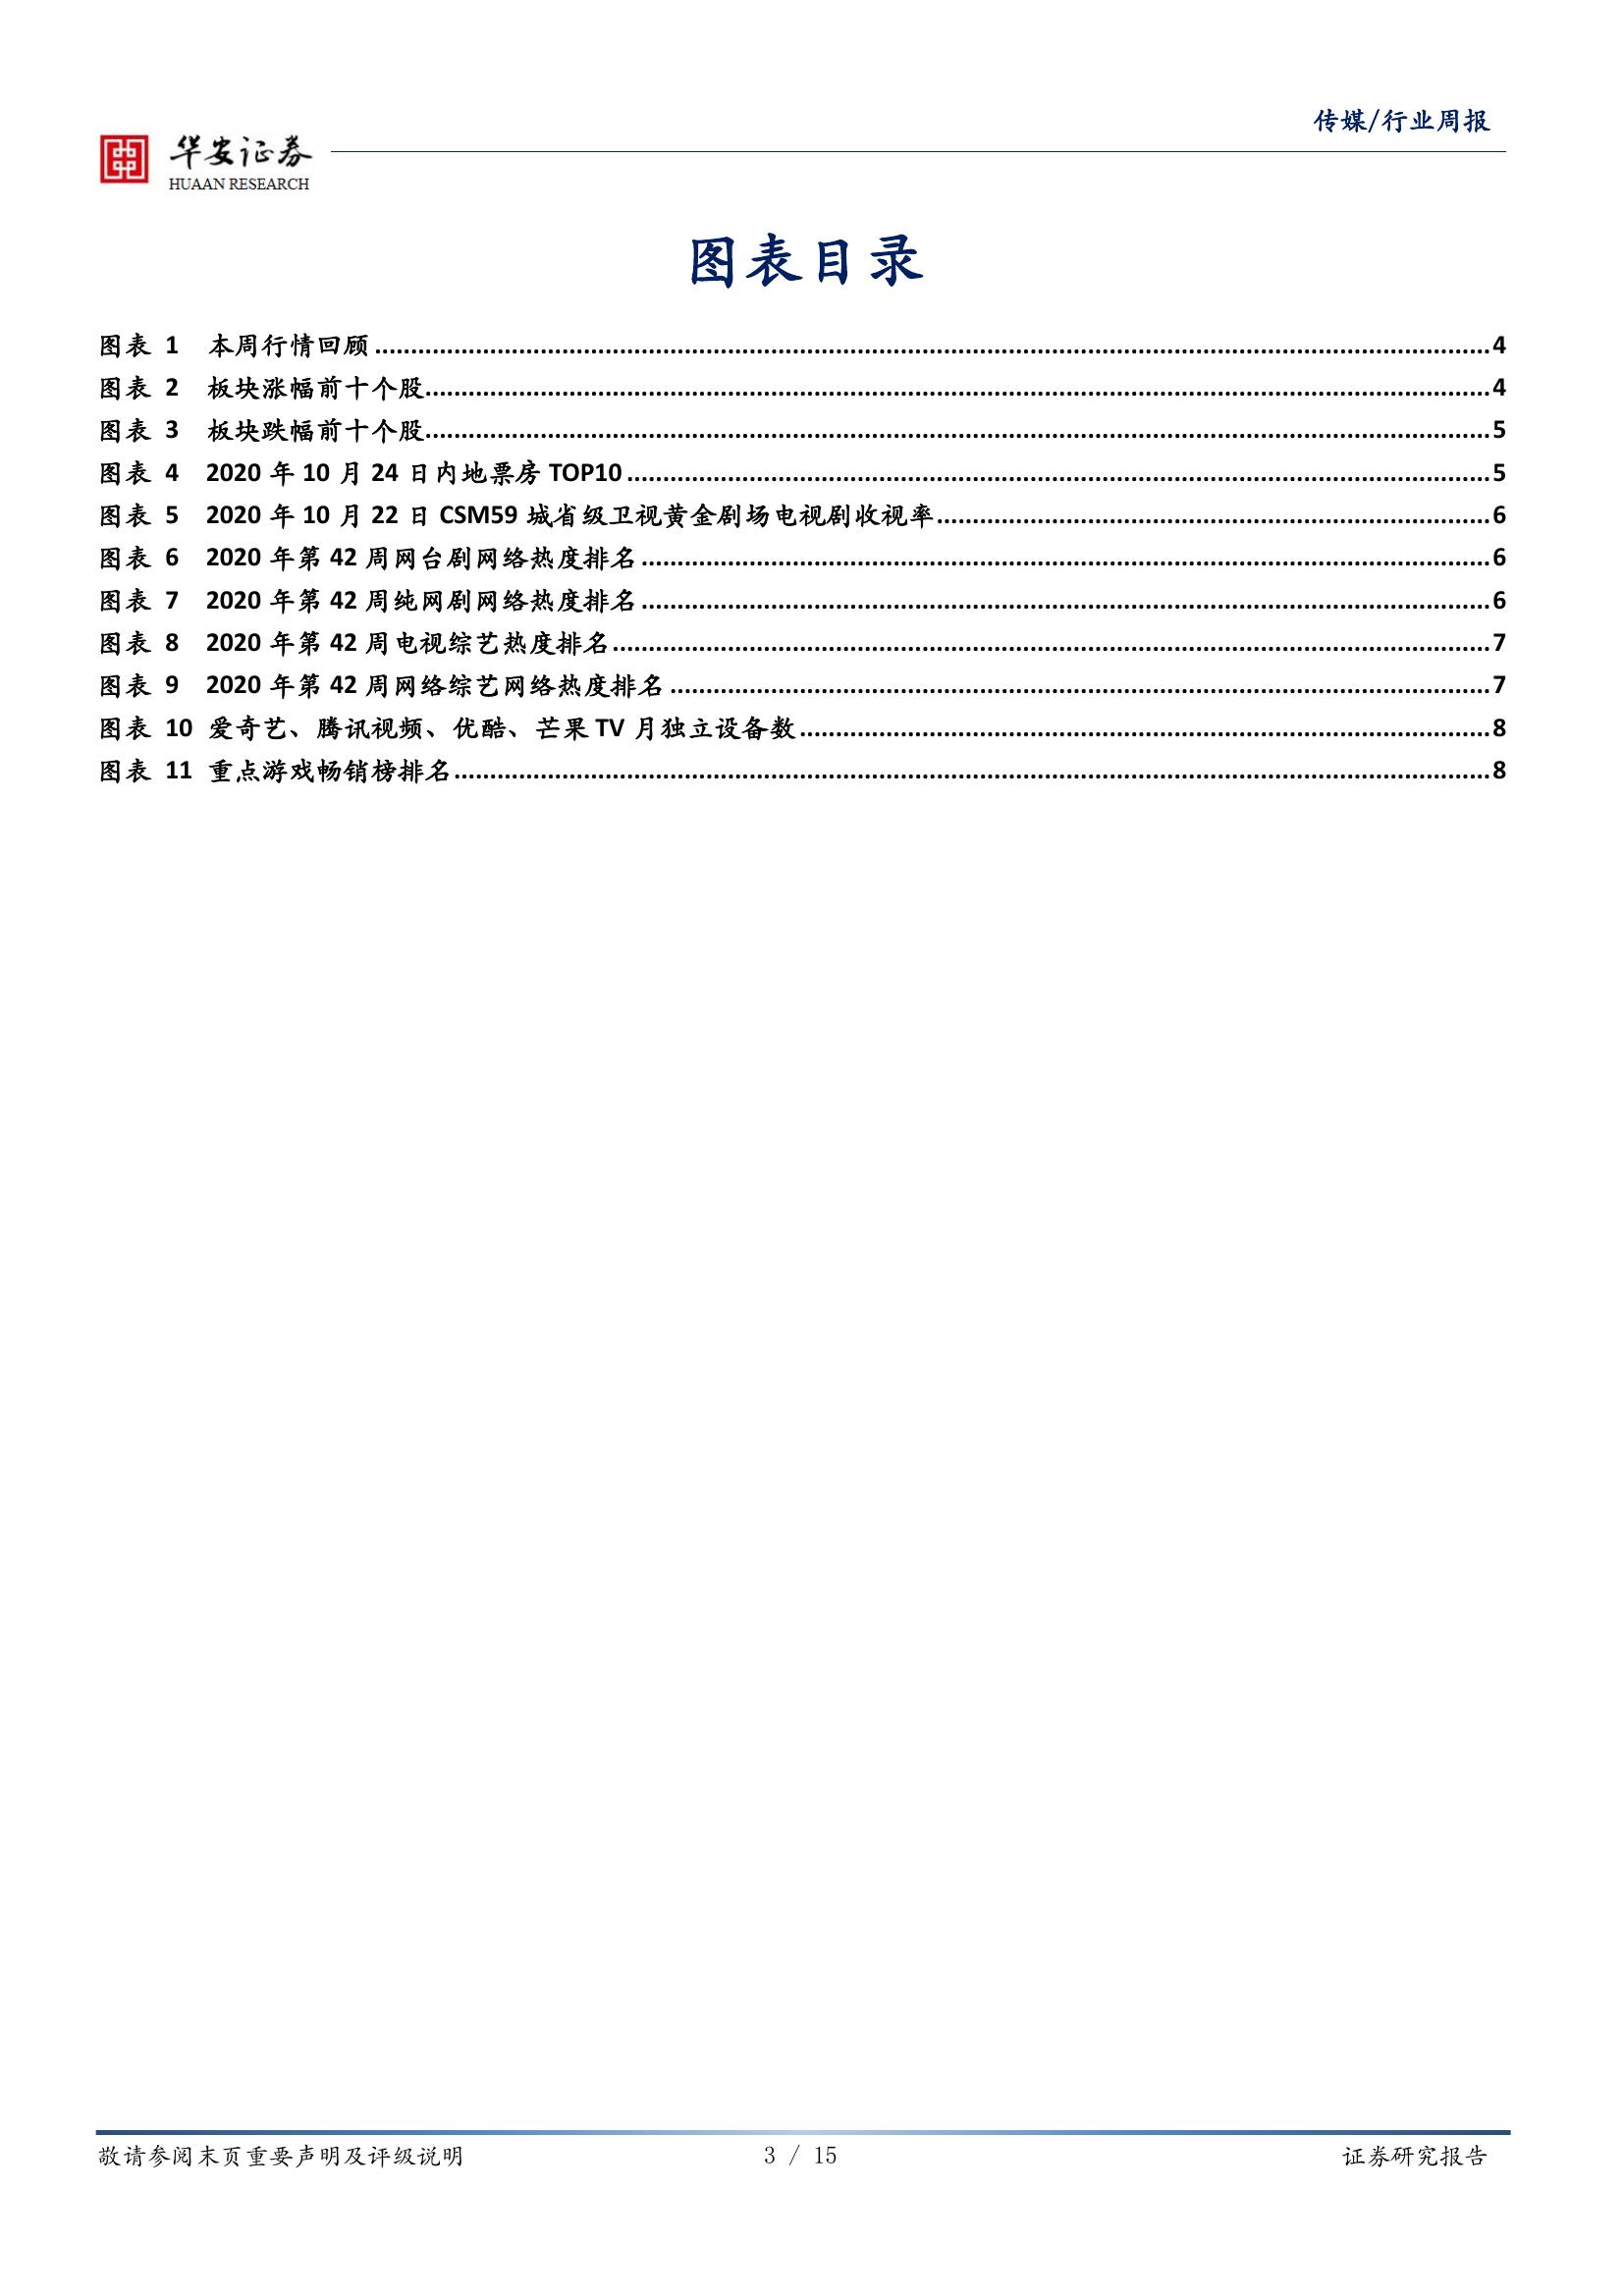 传媒/行业周报
华安证券
HUAAN RESEARCH
图表目录
图表 1 本周行情回顾 4
图表 2 板块涨幅前十个股 4
图表 3 板块跌幅前十个股 5
图表 4 2020 年 10 月 24 日内地票房 TOP10 5
图表 5 2020 年 10 月 22 日 CSM59 城省级卫视黄金剧场电视剧收视率 6
图表 6 2020 年第 42 周网台剧网络热度排名 6
图表 7 2020 年第 42 周纯网剧网络热度排名 6
图表 8 2020 年第 42 周电视综艺热度排名 7
图表 9 2020 年第 42 周网络综艺网络热度排名 7
图表 10 爱奇艺、腾讯视频、优酷、芒果 TV 月独立设备数 8
图表 11 重点游戏畅销榜排名 8
敬请参阅末页重要声明及评级说明 3 / 15 证券研究报告